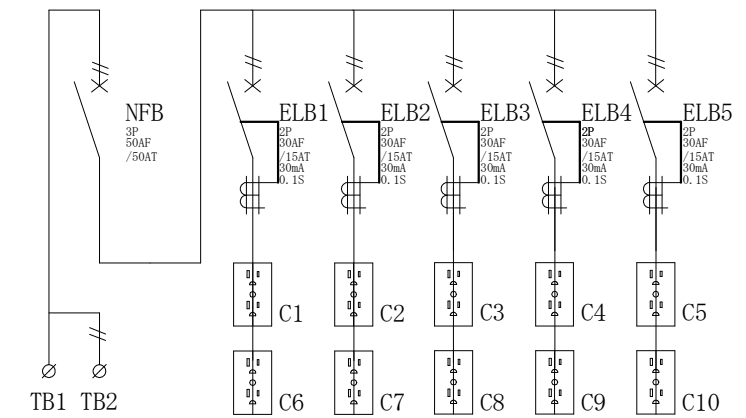 NFB
3P
50AF
/50AT
ELB1
2P
30AF
/15AT
30mA
0.1S
ELB2
2P
30AF
/15AT
30mA
0.1S
ELB3
2P
30AF
/15AT
30mA
0.1S
ELB4
2P
30AF
/15AT
30mA
0.1S
ELB5
2P
30AF
/15AT
30mA
0.1S
C1
C2
C3
C4
C5
TB1
TB2
C6
C7
C8
C9
C10